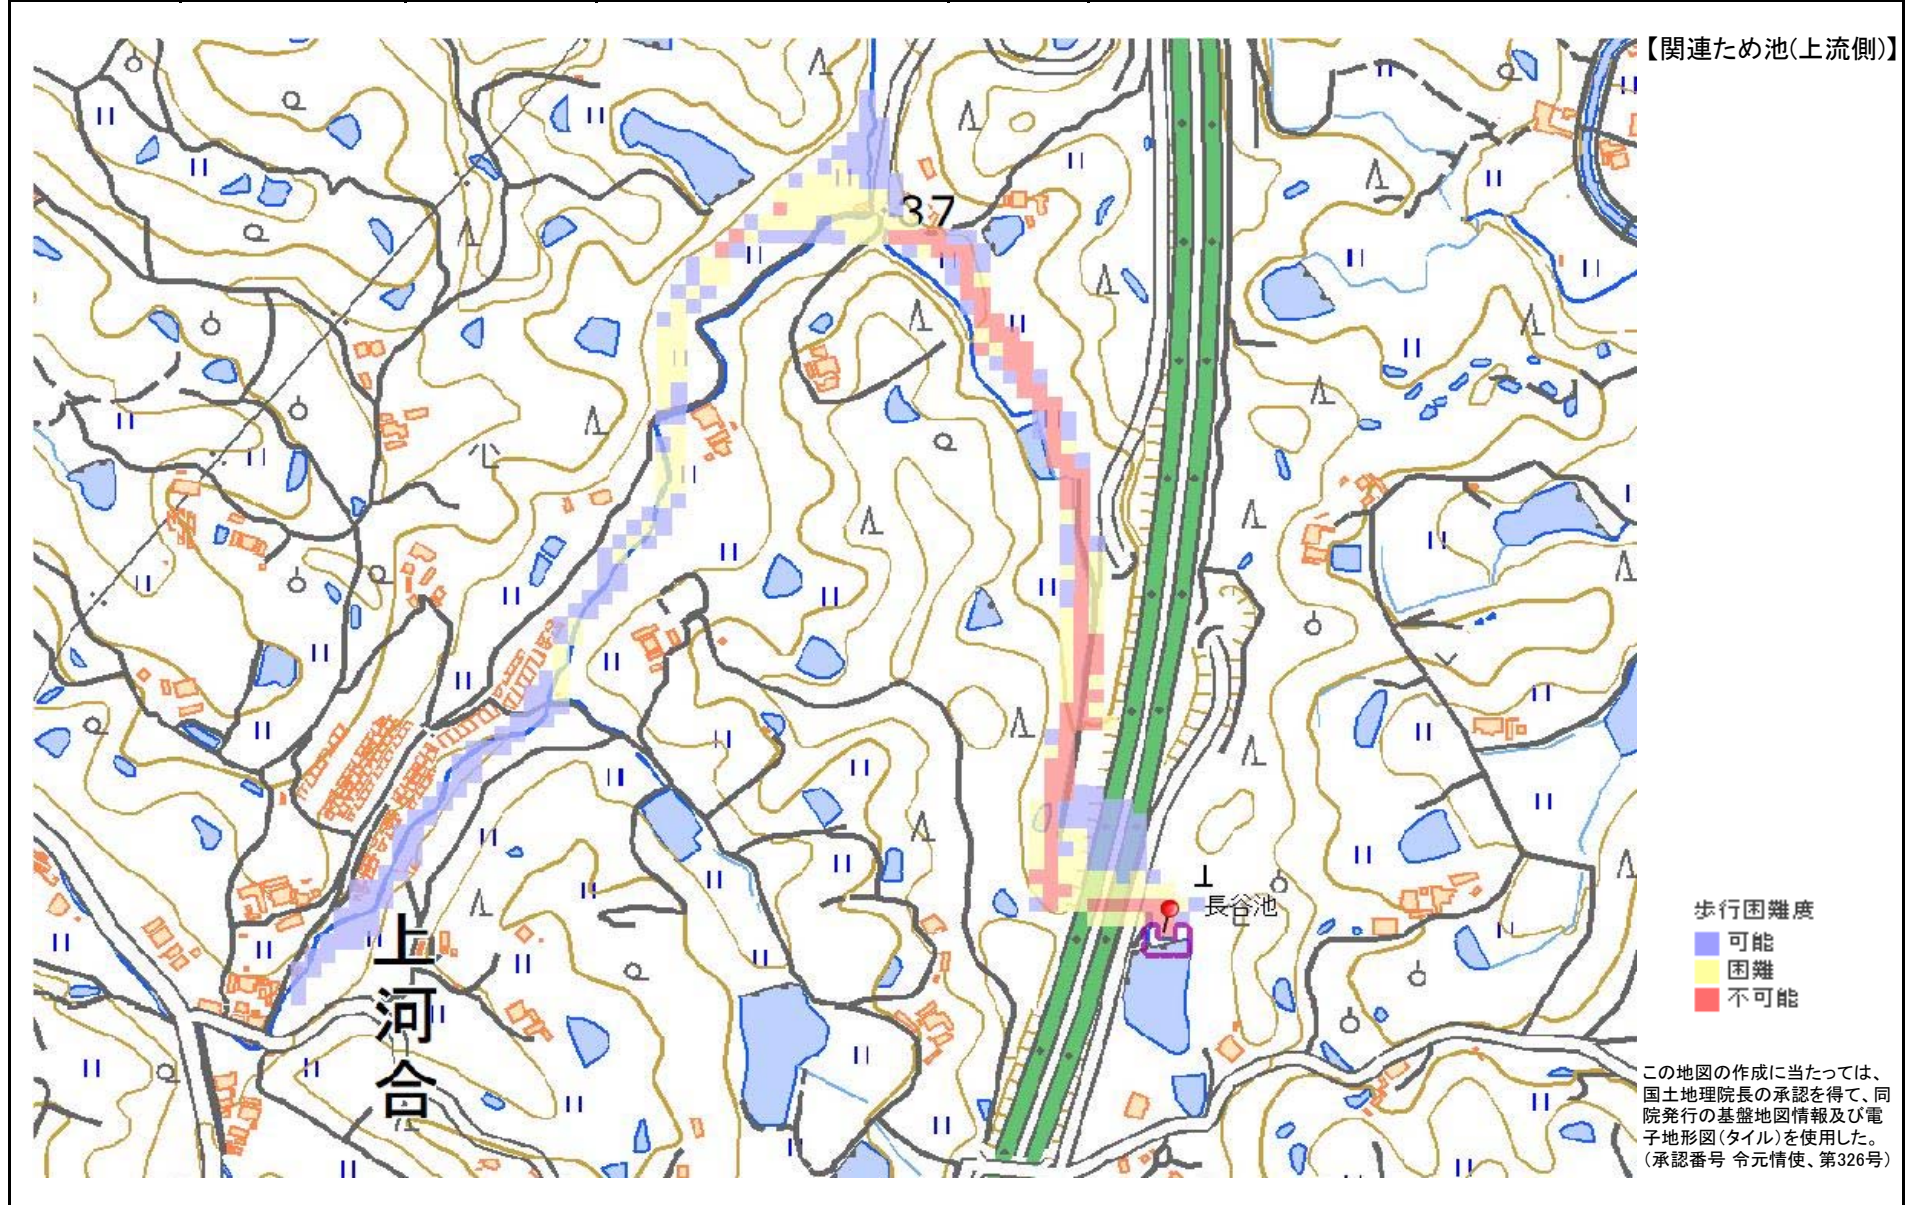 【関連ため池(上流側)】
37
長谷池
上河合
歩行困難度
可能
困難
不可能
この地図の作成に当たっては、
国土地理院長の承認を得て、同
院発行の基盤地図情報及び電
子地形図(タイル)を使用した。
(承認番号 令元情使、第326号)